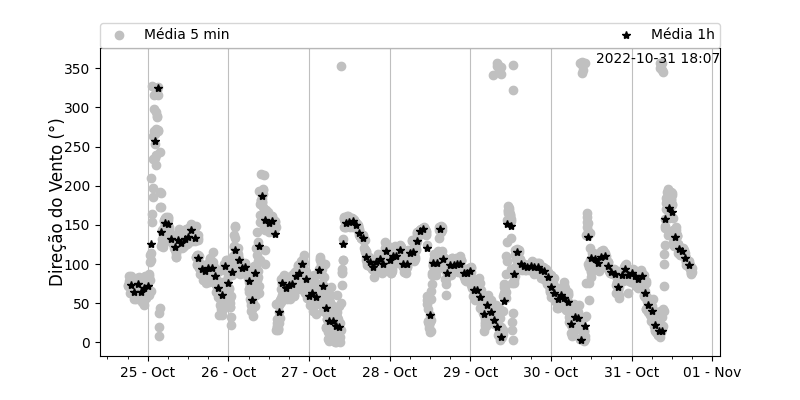 Média 5 min
Média 1h
2022-10-31 18:07
Direção do Vento (°)
350
300
250
200
150
100
50
0
25 - Oct
26 - Oct
27 - Oct
28 - Oct
29 - Oct
30 - Oct
31 - Oct
01 - Nov